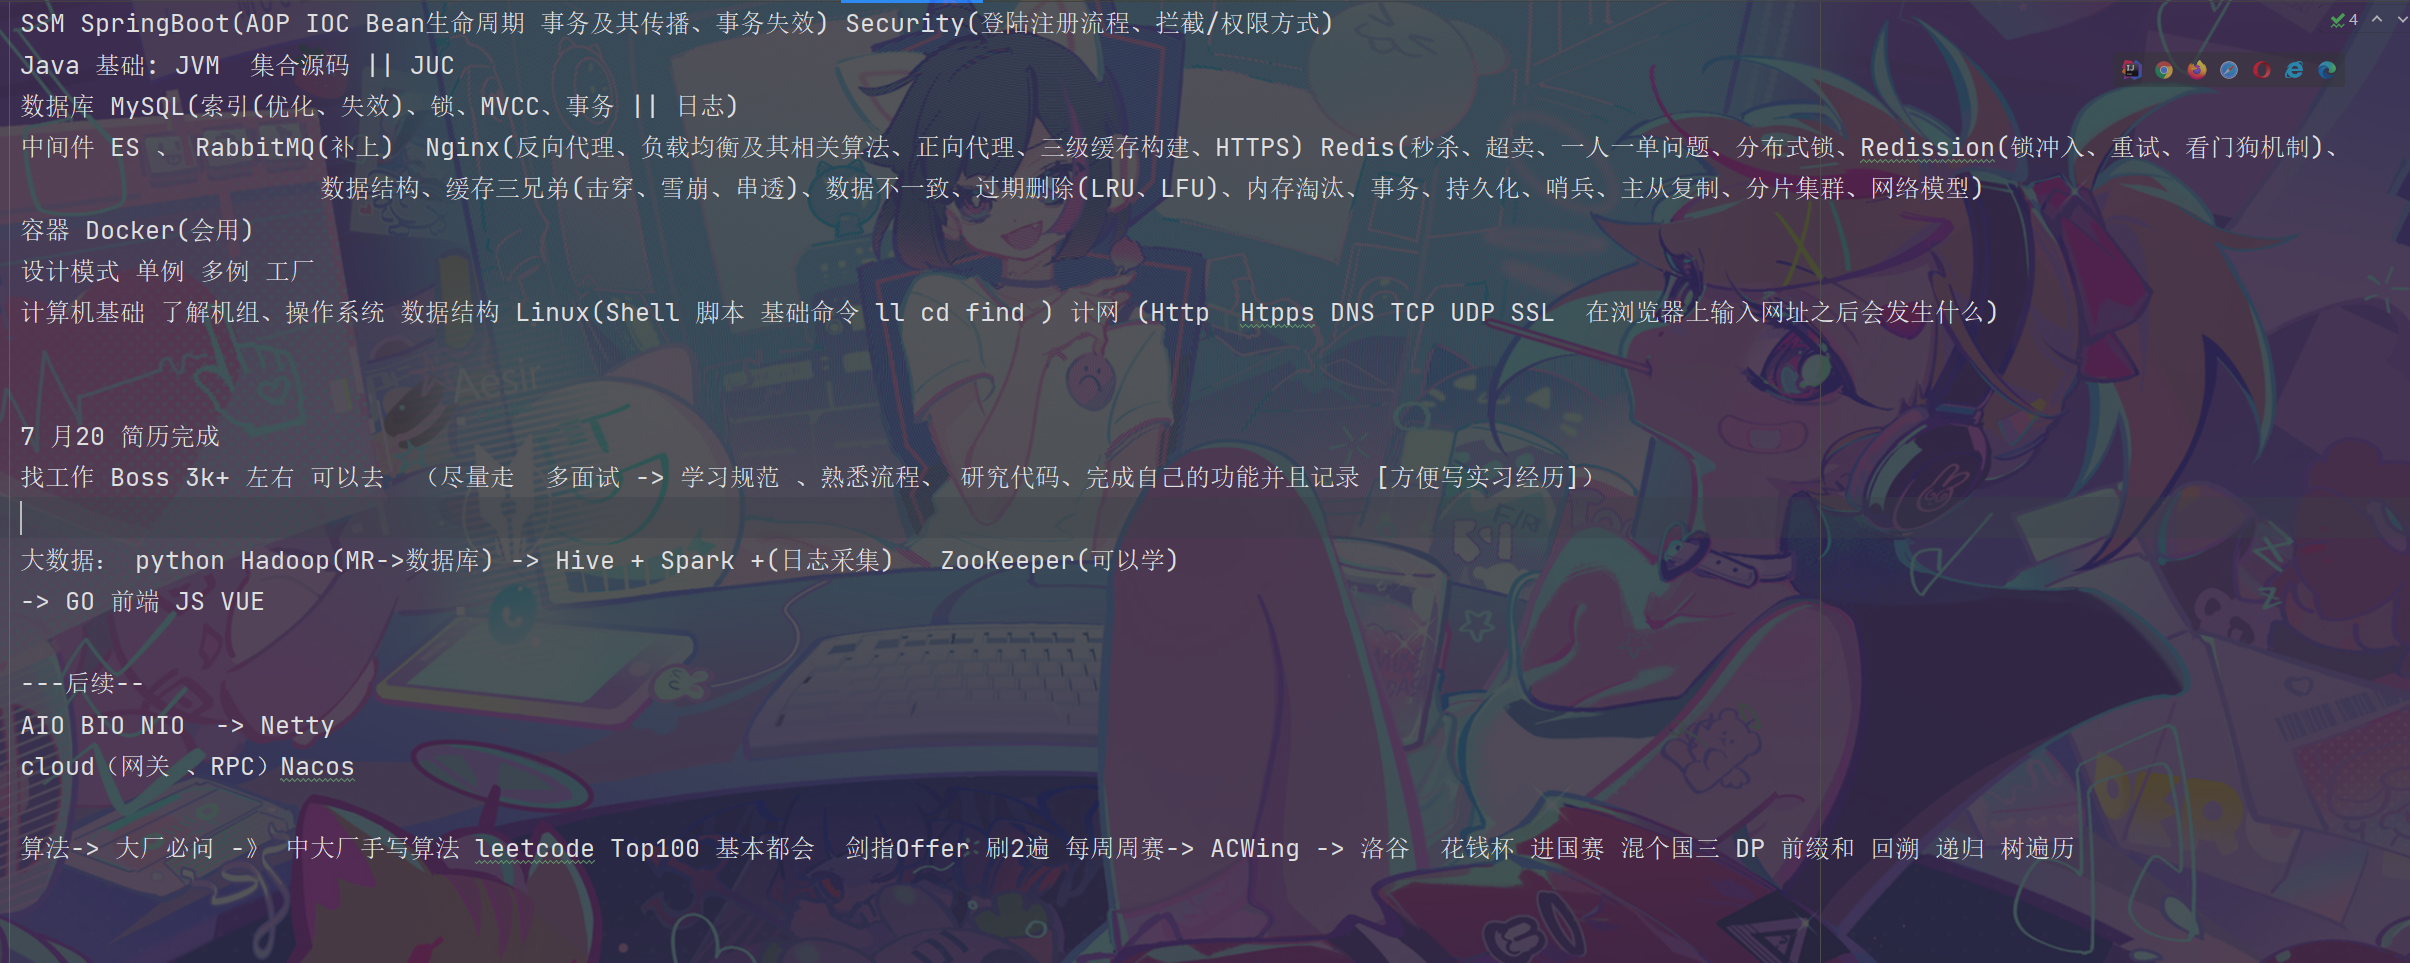 SSM SpringBoot(AOP IOC Bean生命周期 事务及其传播、事务失效) Security(登陆注册流程、拦截/权限方式)
4
Java 基础: JVM  集合源码 || JUC
数据库 MySQL(索引(优化、失效)、锁、MVCC、事务 || 日志)
中间件 ES 、 RabbitMQ(补上)  Nginx(反向代理、负载均衡及其相关算法、正向代理、三级缓存构建、HTTPS) Redis(秒杀、超卖、一人一单问题、分布式锁、Redission(锁冲入、重试、看门狗机制)、
数据结构、缓存三兄弟(击穿、雪崩、串透)、数据不一致、过期删除(LRU、LFU)、内存淘汰、事务、持久化、哨兵、主从复制、分片集群、网络模型)
容器 Docker(会用)
设计模式 单例 多例 工厂
计算机基础 了解机组、操作系统 数据结构 Linux(Shell 脚本 基础命令 ll cd find ) 计网 (Http  Htpps DNS TCP UDP SSL  在浏览器上输入网址之后会发生什么)
Aesir
7 月20 简历完成
找工作 Boss 3k+ 左右 可以去  （尽量走  多面试 -> 学习规范 、熟悉流程、 研究代码、完成自己的功能并且记录 [方便写实习经历]）
大数据:  python Hadoop(MR->数据库) -> Hive + Spark +(日志采集)   ZooKeeper(可以学)
-> GO 前端 JS VUE
---后续--
AIO BIO NIO  -> Netty
cloud（网关 、RPC）Nacos
算法-> 大厂必问 -》 中大厂手写算法 leetcode Top100 基本都会  剑指Offer 刷2遍 每周周赛-> ACWing -> 洛谷  花钱杯 进国赛 混个国三 DP 前缀和 回溯 递归 树遍历